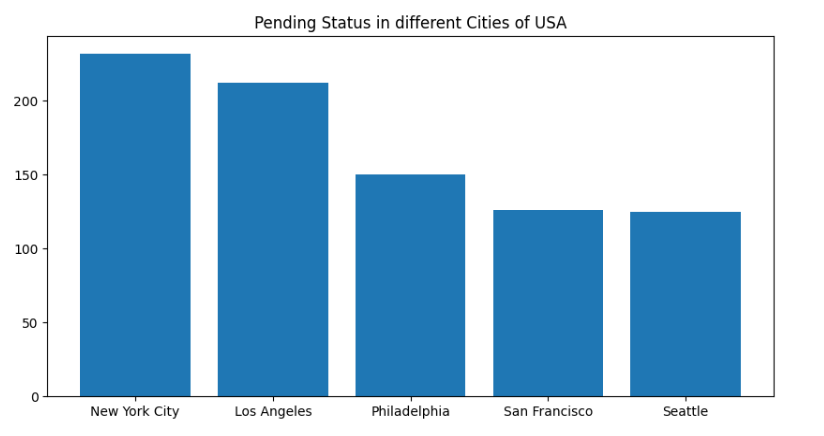 Pending Status in different Cities of USA
200
150
100
50
0
New York City Los Angeles Philadelphia San Francisco Seattle